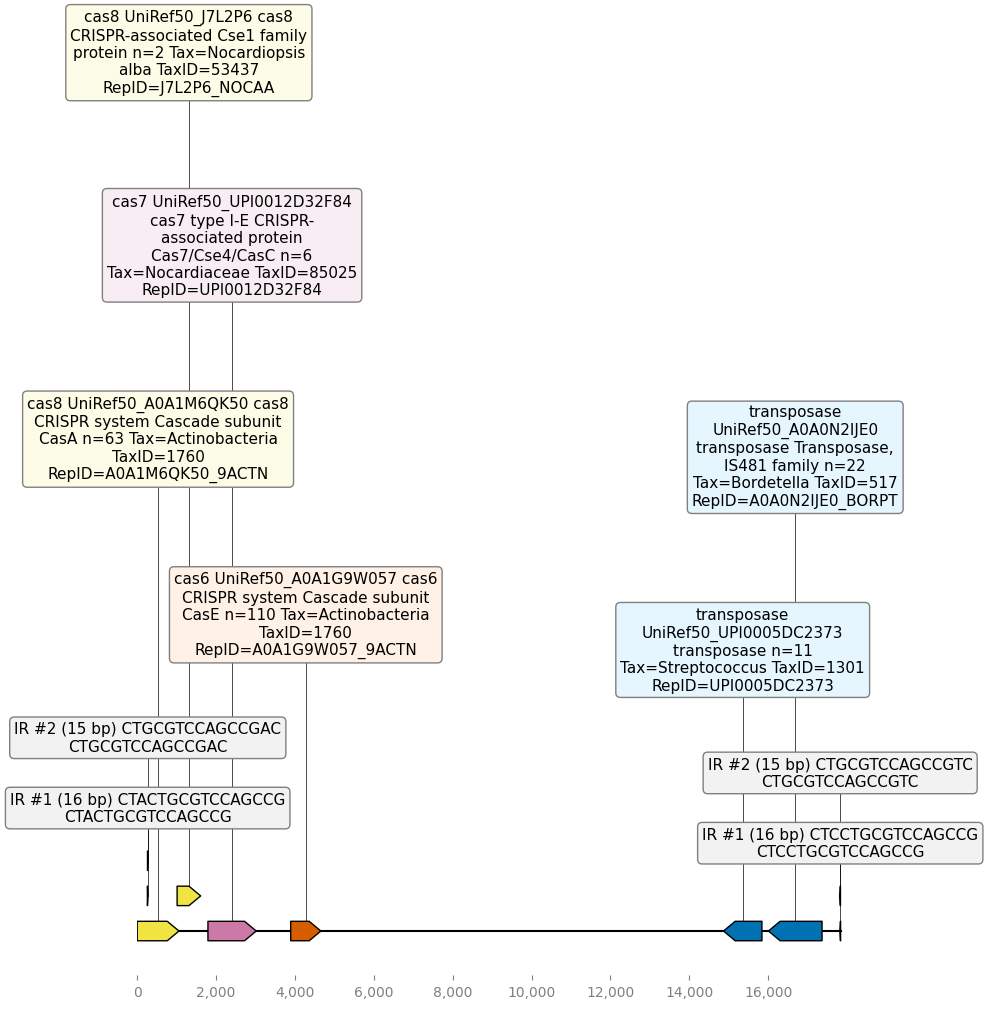 cas8 UniRef50_J7L2P6 cas8
CRISPR-associated Cse1 family
protein n=2 Tax=Nocardiopsis
alba TaxID=53437
RepID=J7L2P6_NOCAA
cas7 UniRef50_UPI0012D32F84
cas7 type I-E CRISPR-
associated protein
Cas7/Cse4/CasC n=6
Tax=Nocardiaceae TaxID=85025
RepID=UPI0012D32F84
cas8 UniRef50_A0A1M6QK50 cas8
CRISPR system Cascade subunit
CasA n=63 Tax=Actinobacteria
TaxID=1760
RepID=A0A1M6QK50_9ACTN
transposase
UniRef50_A0A0N2IJE0
transposase Transposase,
IS481 family n=22
Tax=Bordetella TaxID=517
RepID=A0A0N2IJE0_BORPT
cas6 UniRef50_A0A1G9W057 cas6
CRISPR system Cascade subunit
CasE n=110 Tax=Actinobacteria
TaxID=1760
RepID=A0A1G9W057_9ACTN
transposase
UniRef50_UPI0005DC2373
transposase n=11
Tax=Streptococcus TaxID=1301
RepID=UPI0005DC2373
IR #2 (15 bp) CTGCGTCCAGCCGAC
CTGCGTCCAGCCGAC
IR #2 (15 bp) CTGCGTCCAGCCGTC
CTGCGTCCAGCCGTC
IR #1 (16 bp) CTACTGCGTCCAGCCG
CTACTGCGTCCAGCCG
IR #1 (16 bp) CTCCTGCGTCCAGCCG
CTCCTGCGTCCAGCCG
0 2,000 4,000 6,000 8,000 10,000 12,000 14,000 16,000